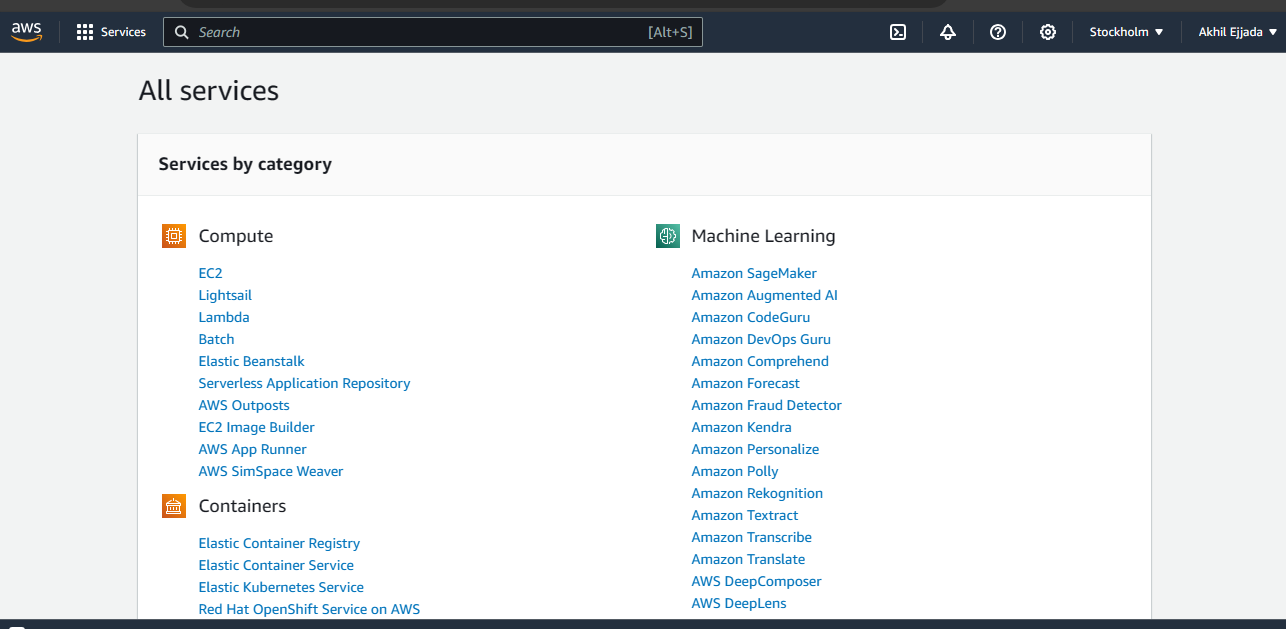 aws Services Search [Alt+S] Stockholm Akhil Ejjada
All services
Services by category
Compute
EC2
Lightsail
Lambda
Batch
Elastic Beanstalk
Serverless Application Repository
AWS Outposts
EC2 Image Builder
AWS App Runner
AWS SimSpace Weaver
Containers
Elastic Container Registry
Elastic Container Service
Elastic Kubernetes Service
Red Hat OpenShift Service on AWS
Machine Learning
Amazon SageMaker
Amazon Augmented AI
Amazon CodeGuru
Amazon DevOps Guru
Amazon Comprehend
Amazon Forecast
Amazon Fraud Detector
Amazon Kendra
Amazon Personalize
Amazon Polly
Amazon Rekognition
Amazon Textract
Amazon Transcribe
Amazon Translate
AWS DeepComposer
AWS DeepLens